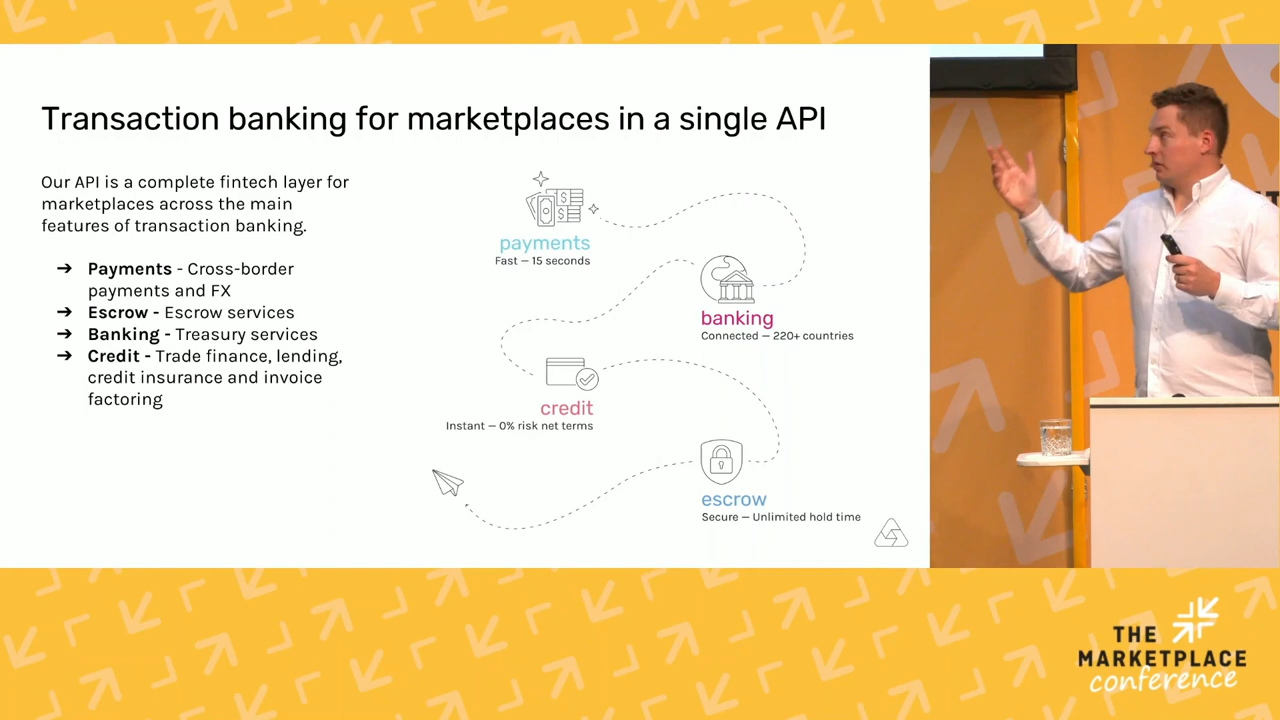 Transaction banking for marketplaces in a single API
Our API is a complete fintech layer for
marketplaces across the main
features of transaction banking.
➔ Payments - Cross-border
payments and FX
➔ Escrow - Escrow services
➔ Banking - Treasury services
➔ Credit - Trade finance, lending,
credit insurance and invoice
factoring
payments
Fast — 15 seconds
banking
Connected — 220+ countries
credit
Instant — 0% risk net terms
escrow
Secure — Unlimited hold time
THE
MARKETPLACE
conference